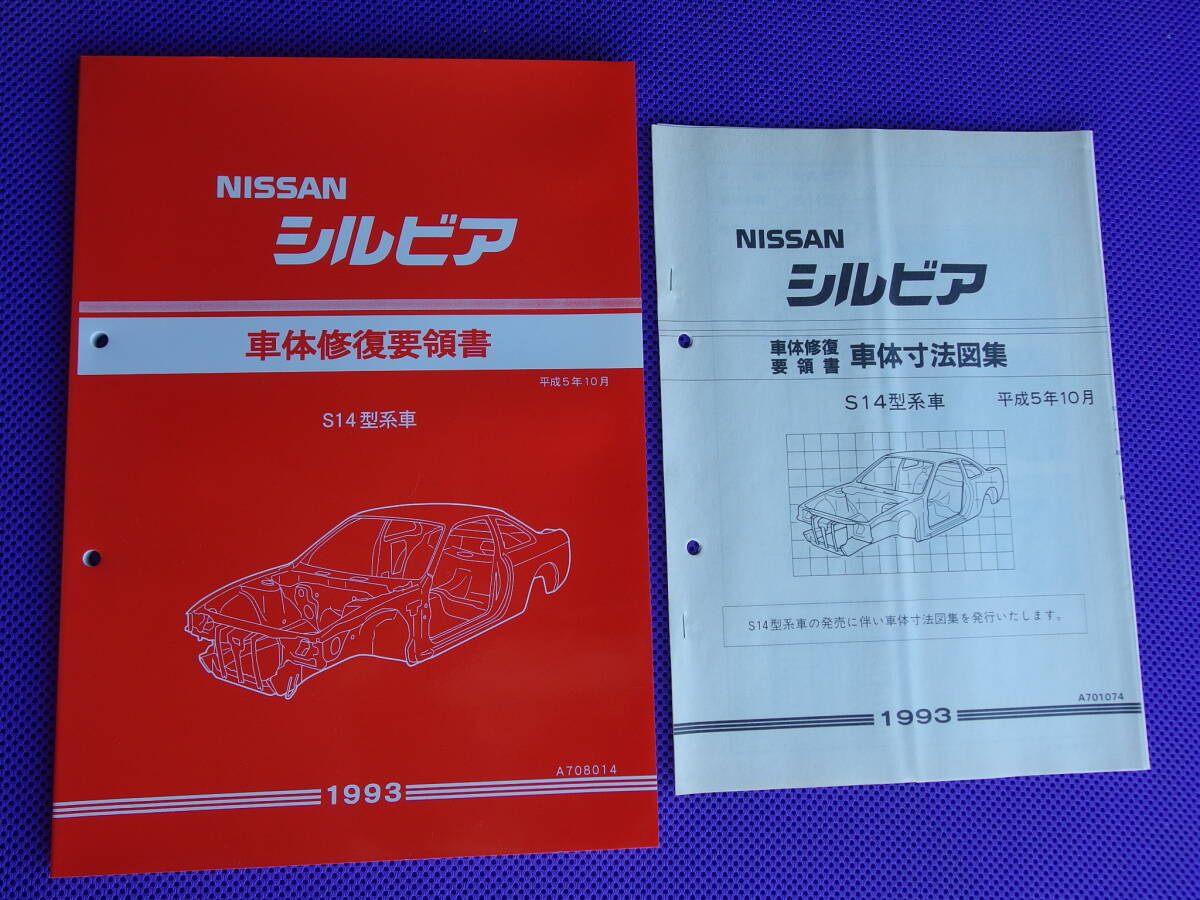 NISSAN
シルビア
車体修復要領書
平成5年10月
S14型系車
A708014
1993
NISSAN
シルビア
車体修復
要領書
車体寸法図集
S14型系車 平成5年10月
S14型系車の発売に伴い車体寸法図集を発行いたします。
A701074
1993